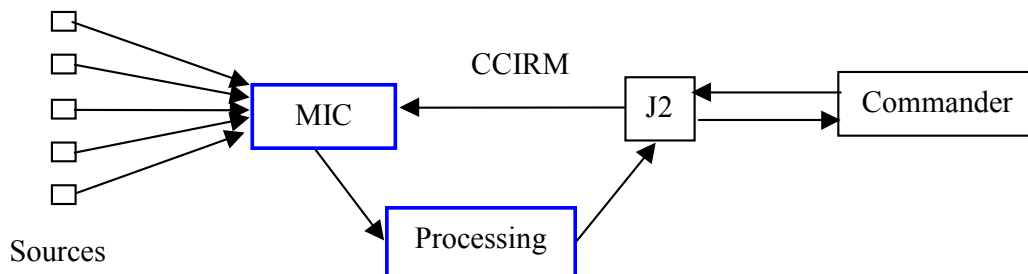 CCIRM
MIC
J2
Commander
Processing
Sources